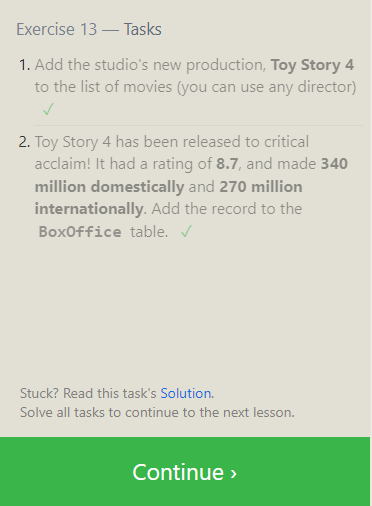 Exercise 13 — Tasks
1. Add the studio's new production, Toy Story 4
to the list of movies (you can use any director)
✓
2. Toy Story 4 has been released to critical
acclaim! It had a rating of 8.7, and made 340
million domestically and 270 million
internationally. Add the record to the
BoxOffice table. ✓
Stuck? Read this task's Solution.
Solve all tasks to continue to the next lesson.
Continue ›